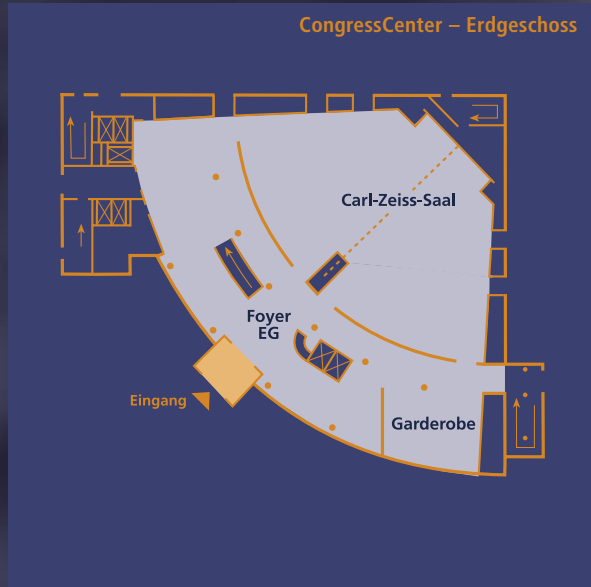 CongressCenter – Erdgeschoss
Carl-Zeiss-Saal
Foyer
EG
Eingang
Garderobe